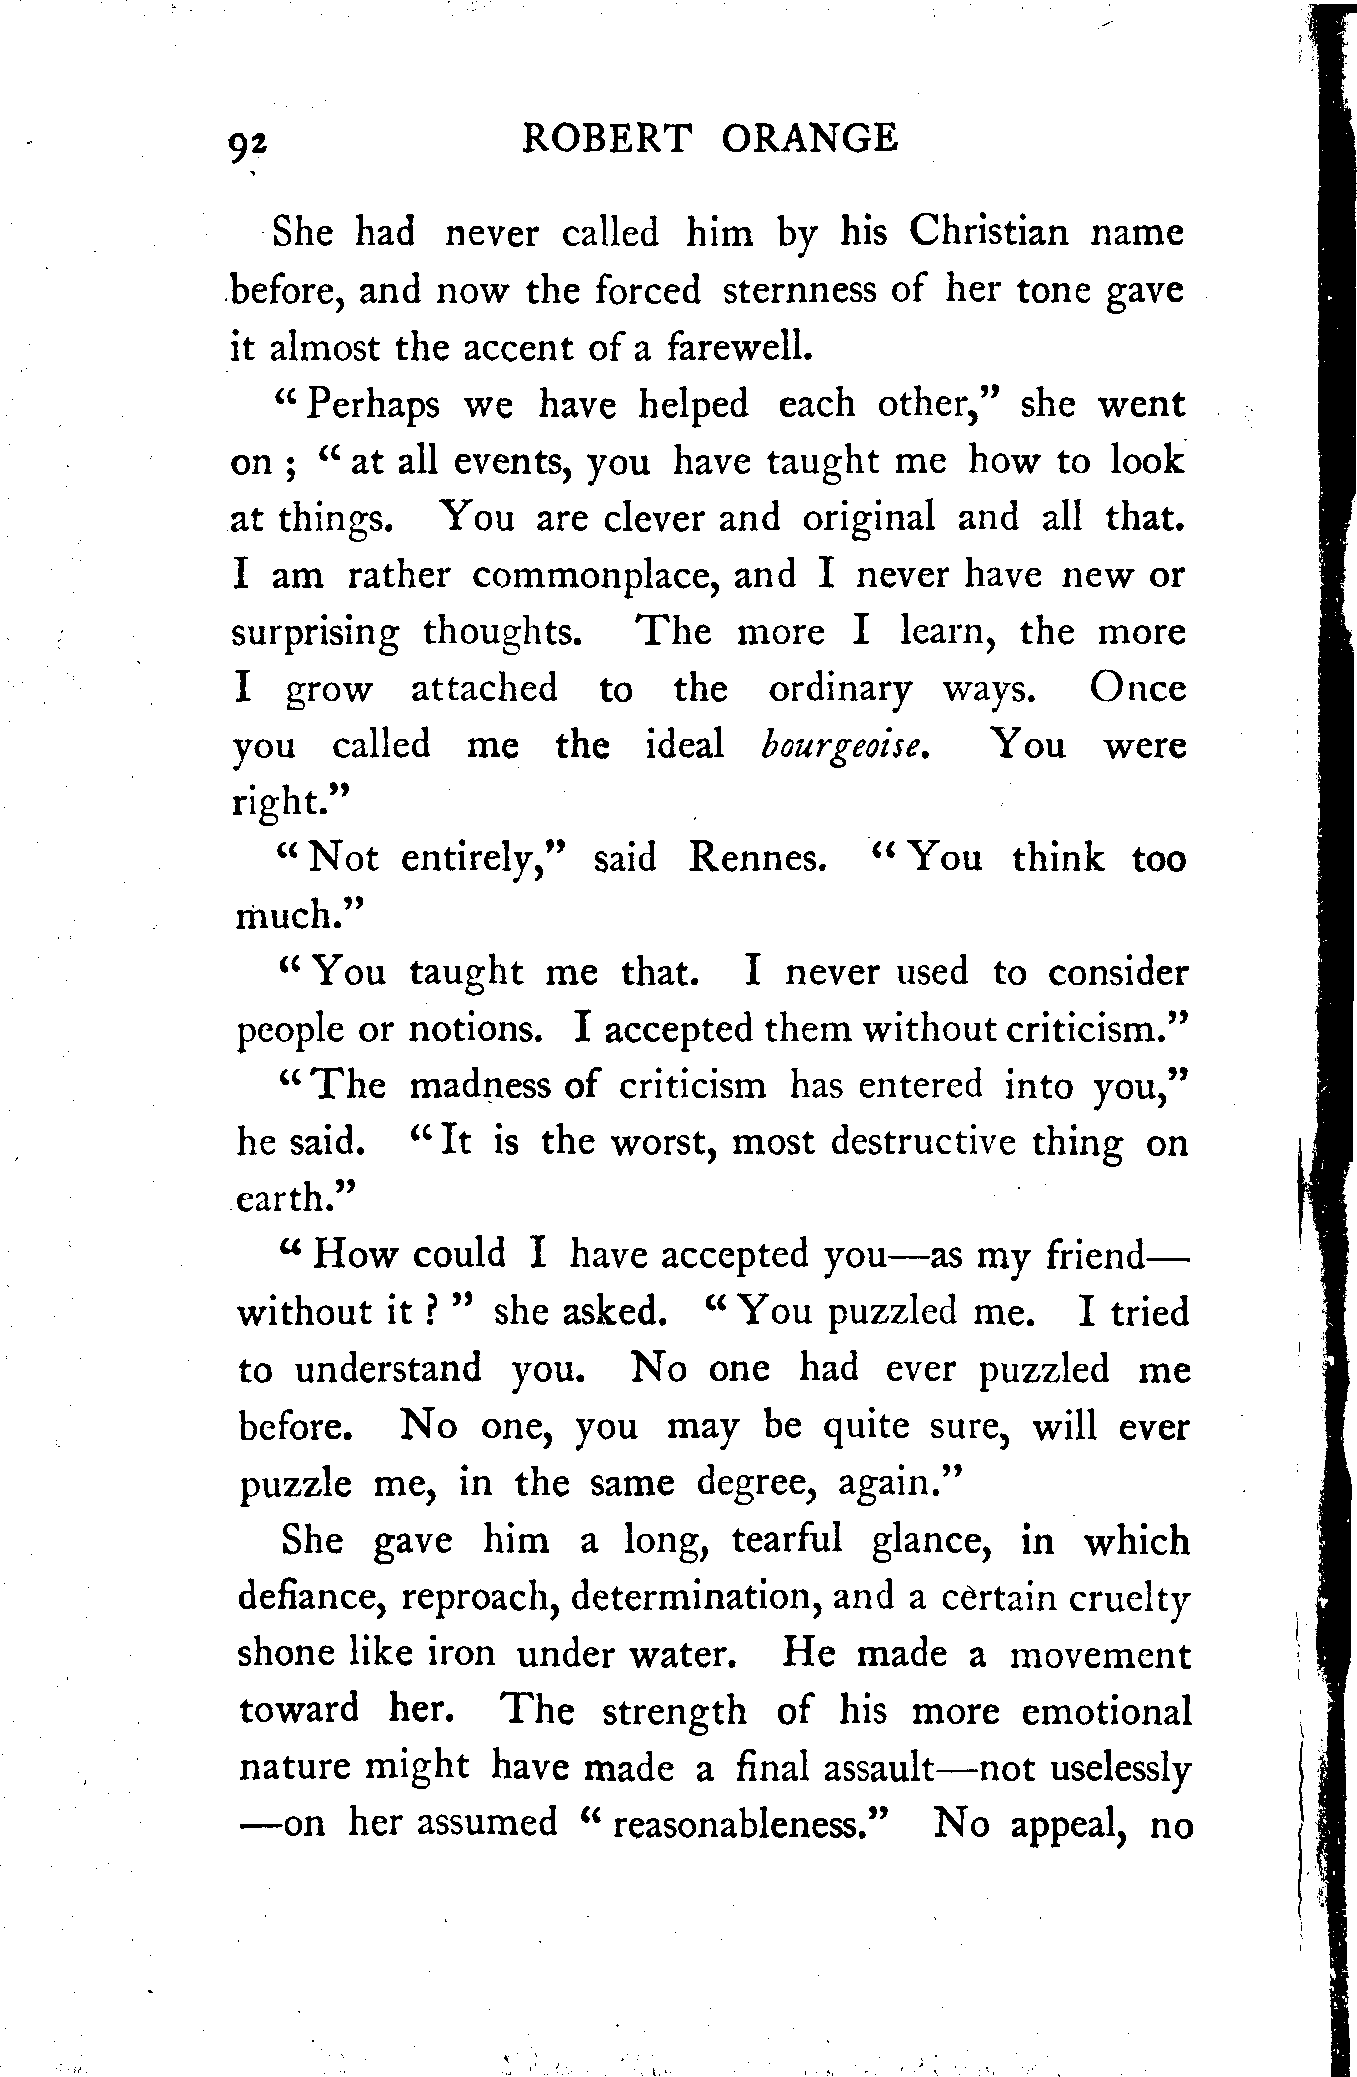 92 ROBERT ORANGE
She had never called him by his Christian name
before, and now the forced sternness of her tone gave
it almost the accent of a farewell.
“ Perhaps we have helped each other,” she went
on ; “ at all events, you have taught me how to look
at things. You are clever and original and all that.
I am rather commonplace, and I never have new or
surprising thoughts. The more I learn, the more
I grow attached to the ordinary ways. Once
you called me the ideal bourgeoise. You were
right.”
“ Not entirely,” said Rennes. “ You think too
much.”
“ You taught me that. I never used to consider
people or notions. I accepted them without criticism.”
“ The madness of criticism has entered into you,”
he said. “ It is the worst, most destructive thing on
earth.”
“ How could I have accepted you—as my friend—
without it ? ” she asked. “ You puzzled me. I tried
to understand you. No one had ever puzzled me
before. No one, you may be quite sure, will ever
puzzle me, in the same degree, again.”
She gave him a long, tearful glance, in which
defiance, reproach, determination, and a certain cruelty
shone like iron under water. He made a movement
toward her. The strength of his more emotional
nature might have made a final assault—not uselessly
—on her assumed “ reasonableness.” No appeal, no